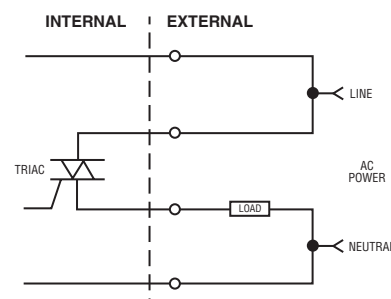 INTERNAL EXTERNAL
LINE
TRIAC
AC
POWER
LOAD
NEUTRAL